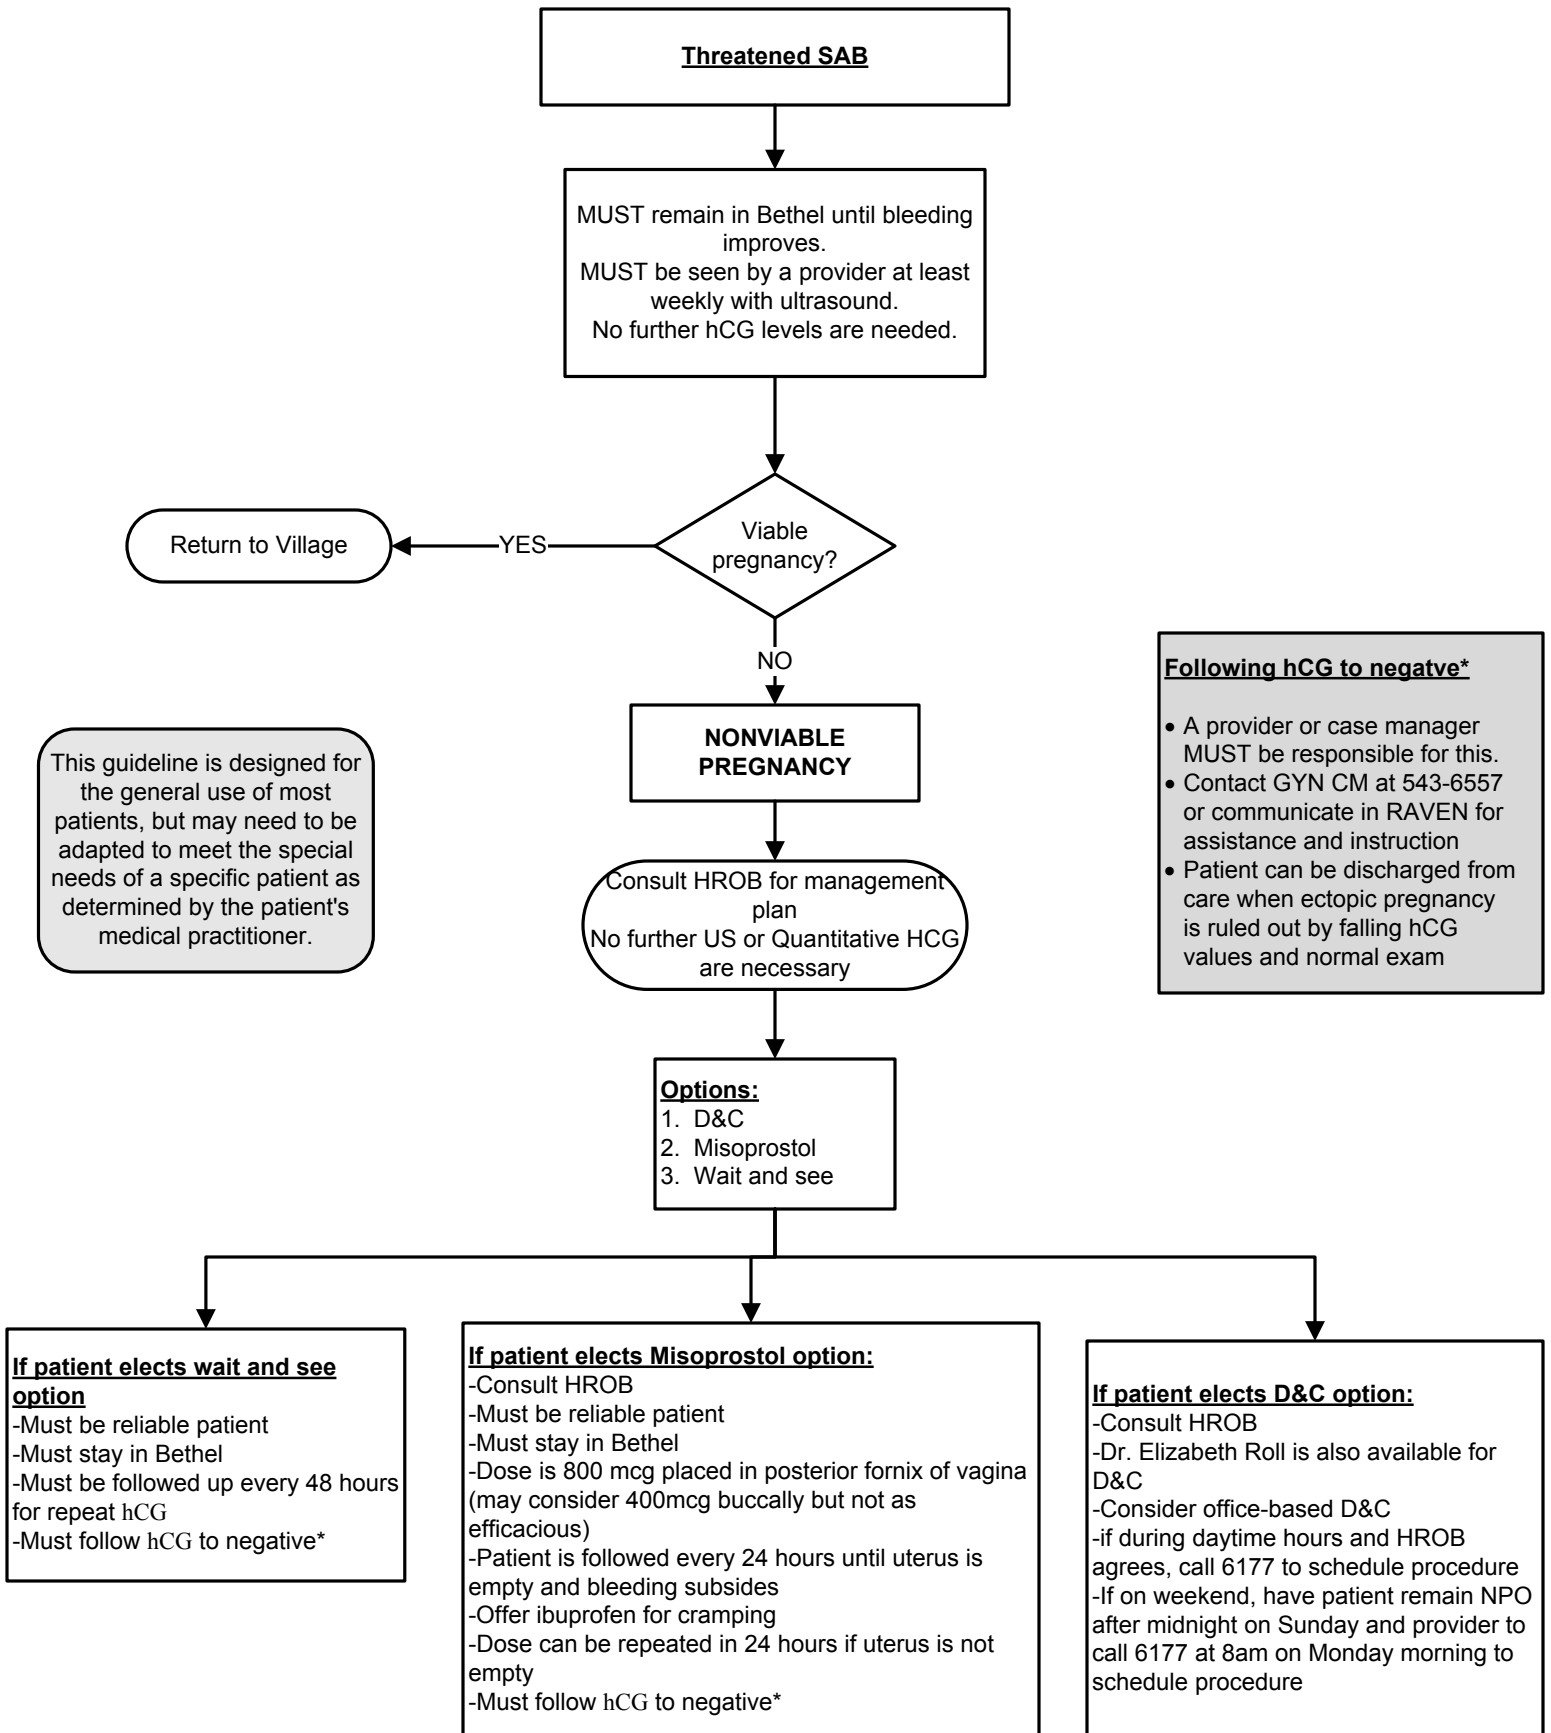 Threatened SAB
MUST remain in Bethel until bleeding
improves.
MUST be seen by a provider at least
weekly with ultrasound.
No further hCG levels are needed.
Viable
pregnancy?
YES
Return to Village
NO
NONVIABLE
PREGNANCY
This guideline is designed for
the general use of most
patients, but may need to be
adapted to meet the special
needs of a specific patient as
determined by the patient's
medical practitioner.
Following hCG to negatve*
• A provider or case manager
MUST be responsible for this.
• Contact GYN CM at 543-6557
or communicate in RAVEN for
assistance and instruction
• Patient can be discharged from
care when ectopic pregnancy
is ruled out by falling hCG
values and normal exam
Consult HROB for management
plan
No further US or Quantitative HCG
are necessary
Options:
1. D&C
2. Misoprostol
3. Wait and see
If patient elects wait and see
option
-Must be reliable patient
-Must stay in Bethel
-Must be followed up every 48 hours
for repeat hCG
-Must follow hCG to negative*
If patient elects Misoprostol option:
-Consult HROB
-Must be reliable patient
-Must stay in Bethel
-Dose is 800 mcg placed in posterior fornix of vagina
(may consider 400mcg buccally but not as
efficacious)
-Patient is followed every 24 hours until uterus is
empty and bleeding subsides
-Offer ibuprofen for cramping
-Dose can be repeated in 24 hours if uterus is not
empty
-Must follow hCG to negative*
If patient elects D&C option:
-Consult HROB
-Dr. Elizabeth Roll is also available for
D&C
-Consider office-based D&C
-if during daytime hours and HROB
agrees, call 6177 to schedule procedure
-If on weekend, have patient remain NPO
after midnight on Sunday and provider to
call 6177 at 8am on Monday morning to
schedule procedure